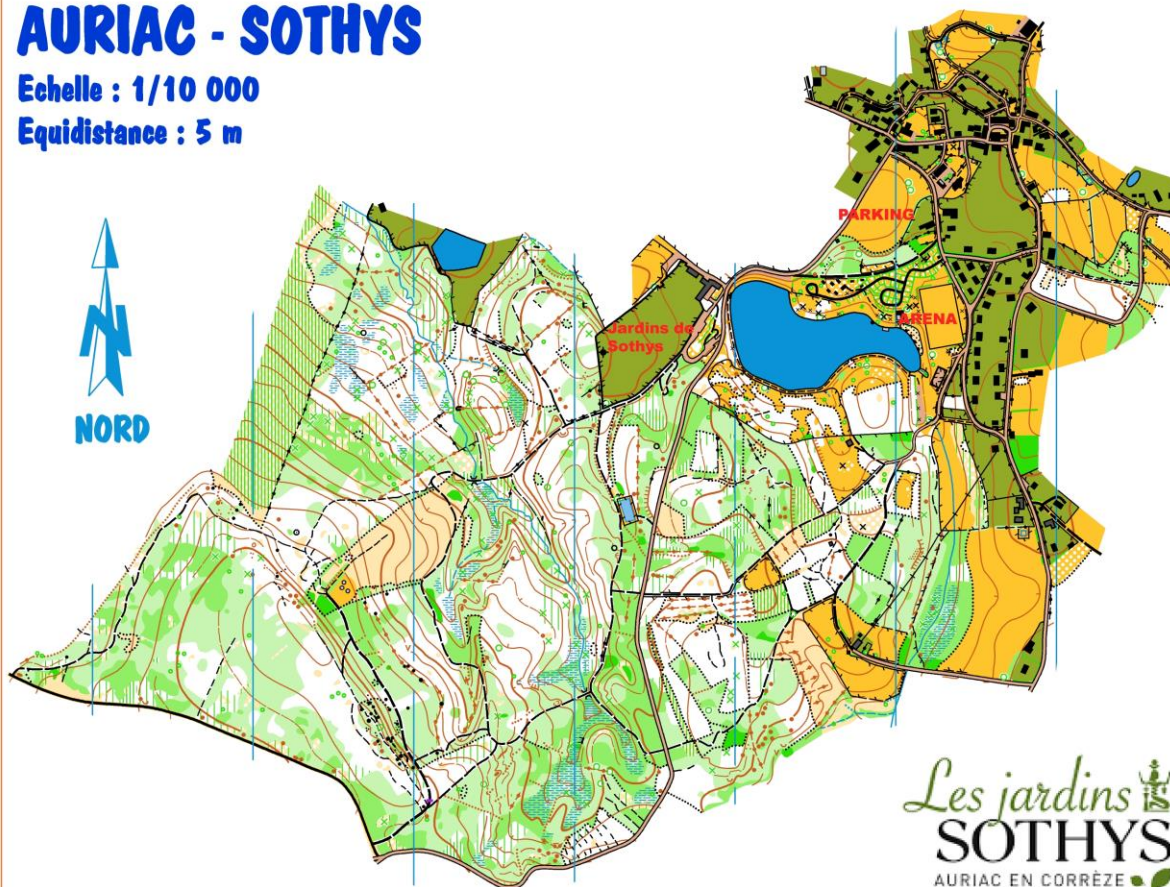 AURIAC - SOTHYS
Echelle : 1/10 000
Equidistance : 5 m
NORD
PARKING
ARENA
Jardins de
Sothys
Les jardins
SOTHYS
AURIAC EN CORRÈZE